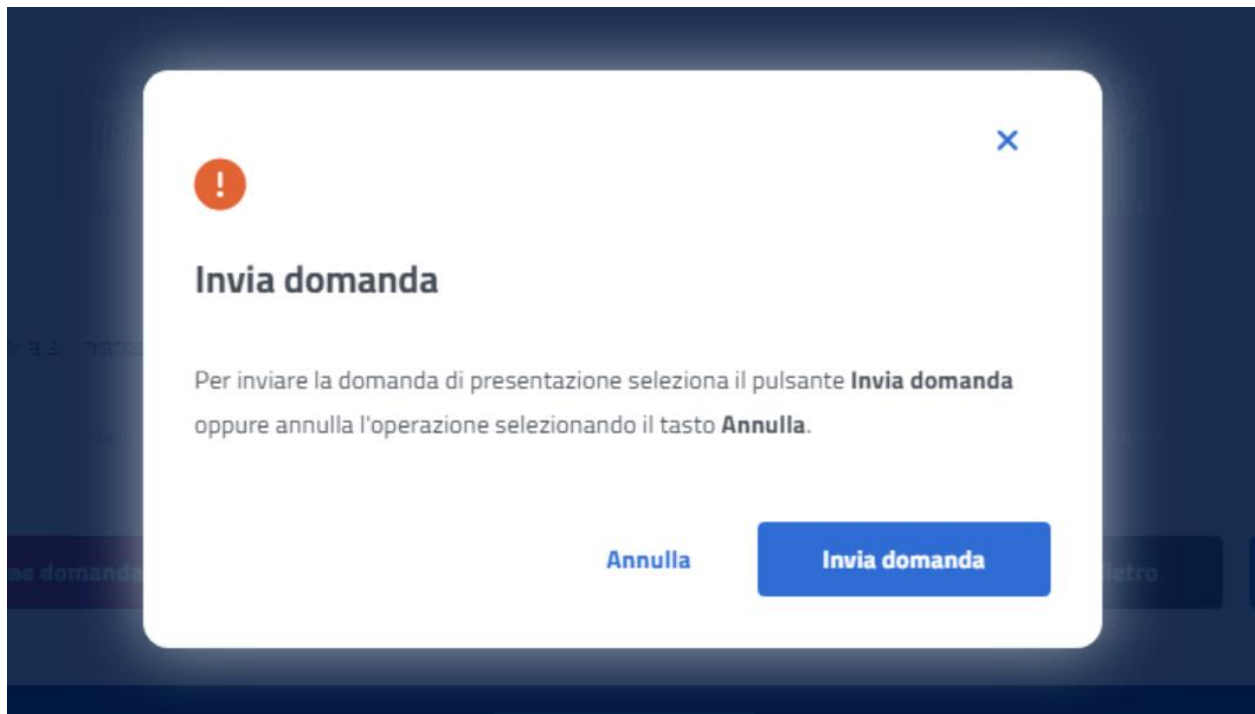 !
Invia domanda
Per inviare la domanda di presentazione seleziona il pulsante Invia domanda
oppure annulla l'operazione selezionando il tasto Annulla.
Annulla
Invia domanda
domanda